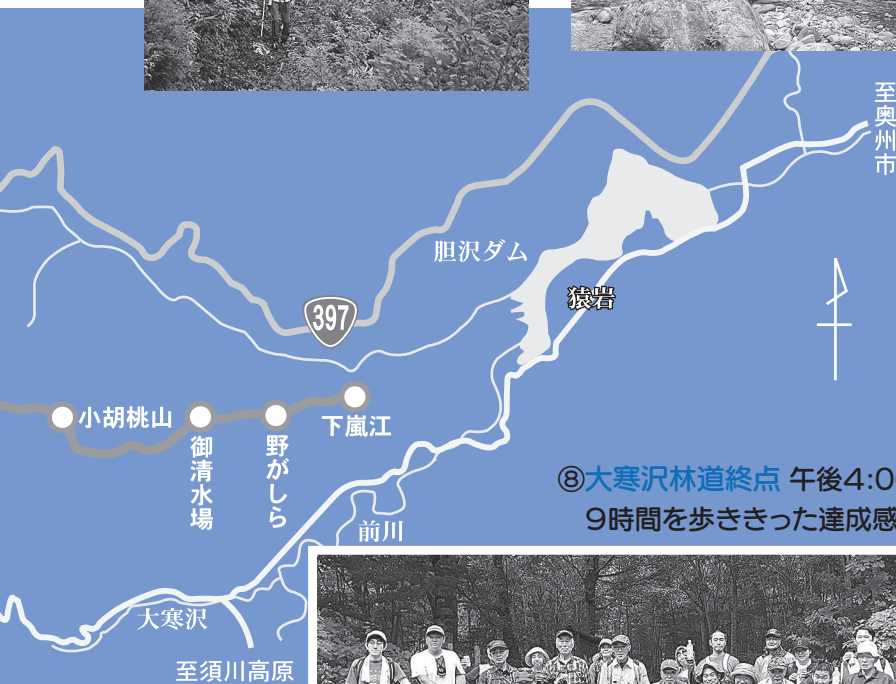 至奥州市
胆沢ダム
猿岩
397
小胡桃山
御清水場
野がしら
下嵐江
⑧大寒沢林道終点 午後4:0
9時間を歩ききった達成感
前川
大寒沢
至須川高原